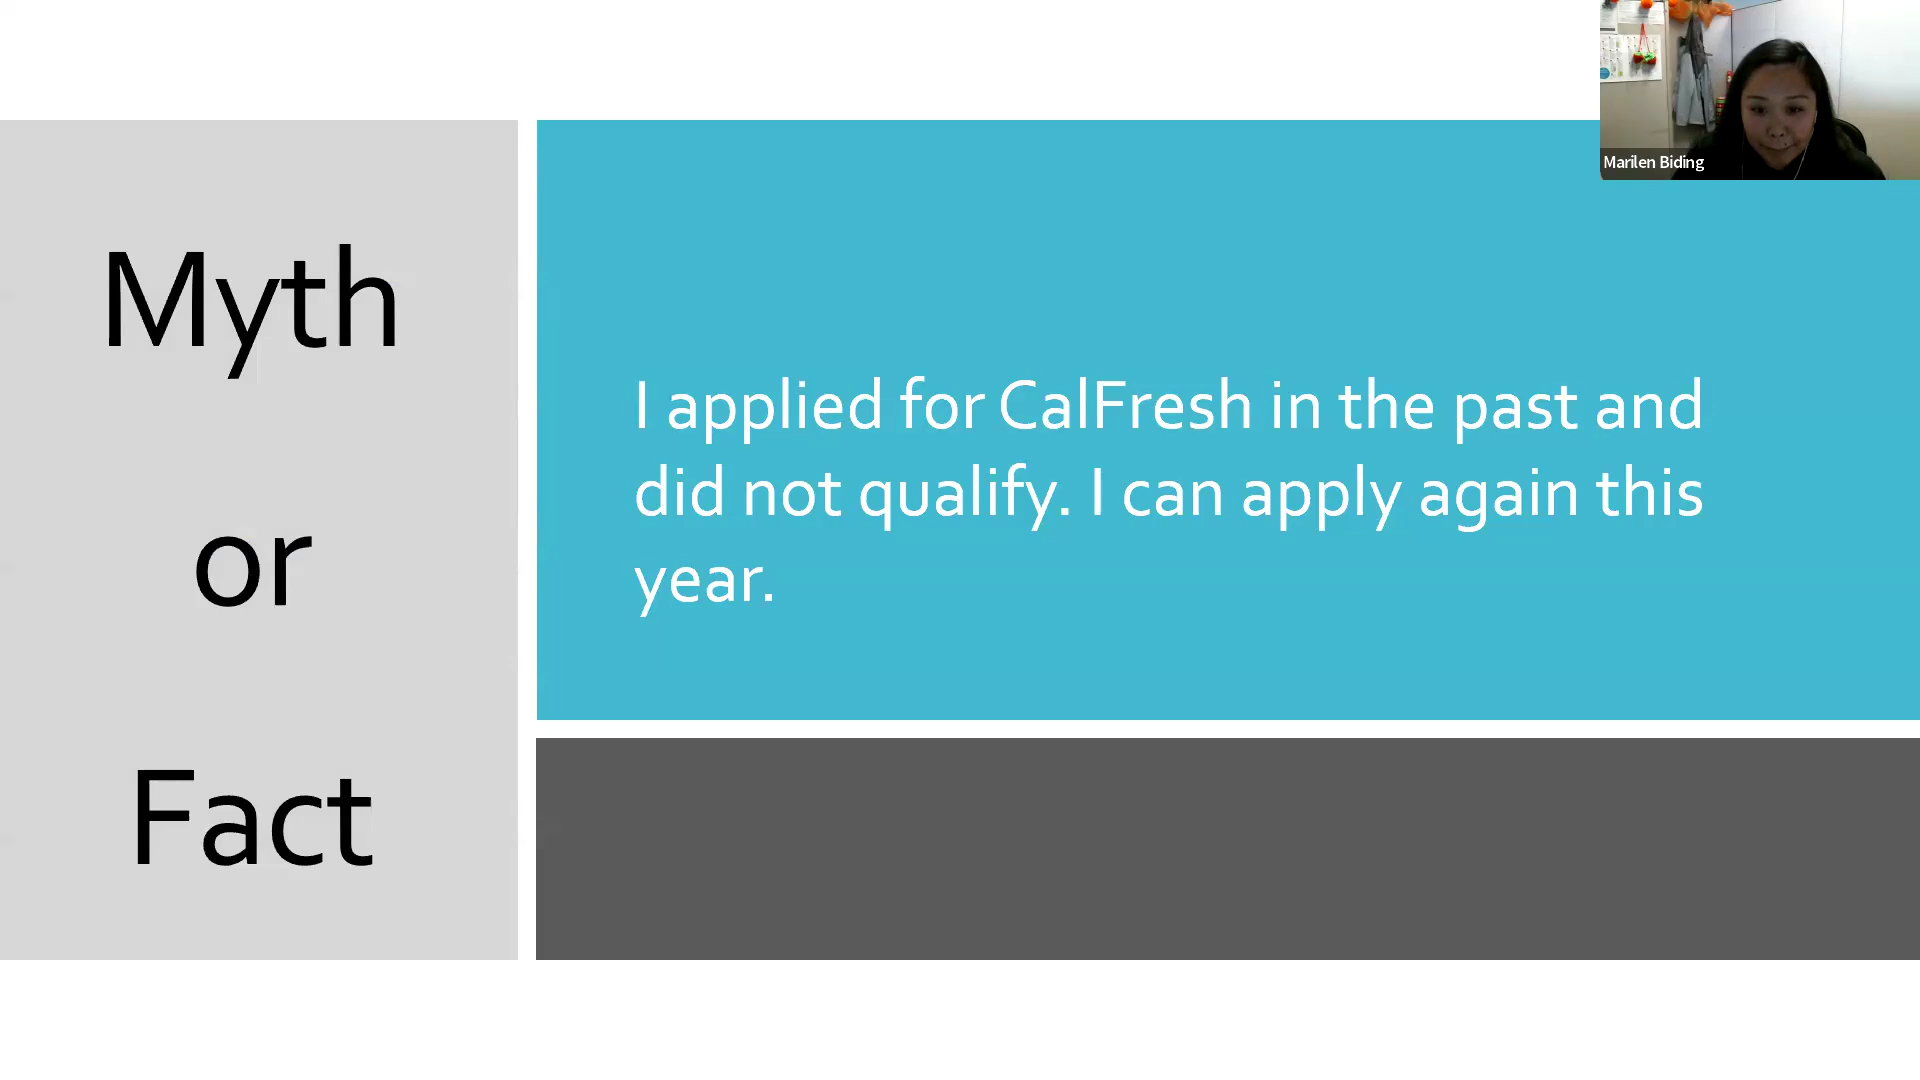 Myth
or
Fact
I applied for CalFresh in the past and
did not qualify. I can apply again this
year.
Marilen Biding